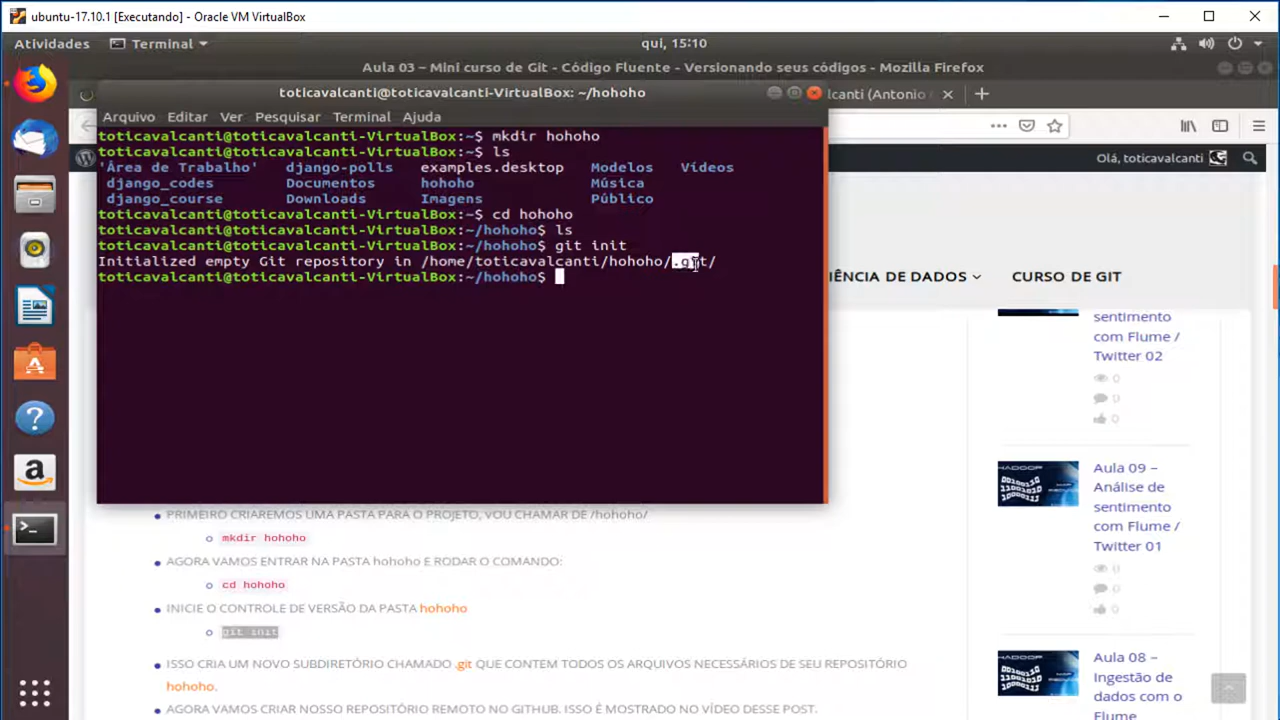 ubuntu-17.10.1 [Executando] - Oracle VM VirtualBox
Atividades Terminal qui, 15:10
Aula 03 – Mini curso de Git - Código Fluente - Versionando seus códigos - Mozilla Firefox
toticavalcanti@toticavalcanti-VirtualBox: ~/hohoho
lcanti (Antonio
Arquivo Editar Ver Pesquisar Terminal Ajuda
Olá, toticavalcanti
toticavalcanti@toticavalcanti-VirtualBox:~$ mkdir hohoho
toticavalcanti@toticavalcanti-VirtualBox:~$ ls
'Área de Trabalho' django-polls examples.desktop Modelos Vídeos
django_codes Documentos hohoho Música
django_course Downloads Imagens Público
toticavalcanti@toticavalcanti-VirtualBox:~$ cd hohoho
toticavalcanti@toticavalcanti-VirtualBox:~/hohoho$ ls
toticavalcanti@toticavalcanti-VirtualBox:~/hohoho$ git init
Initialized empty Git repository in /home/toticavalcanti/hohoho/.git/
toticavalcanti@toticavalcanti-VirtualBox:~/hohoho$
IÊNCIA DE DADOS CURSO DE GIT
PRIMEIRO CRIAREMOS UMA PASTA PARA O PROJETO, VOU CHAMAR DE /hohoho/
mkdir hohoho
AGORA VAMOS ENTRAR NA PASTA hohoho E RODAR O COMANDO:
cd hohoho
INICIE O CONTROLE DE VERSÃO DA PASTA hohoho
git init
ISSO CRIA UM NOVO SUBDIRETÓRIO CHAMADO .git QUE CONTEM TODOS OS ARQUIVOS NECESSÁRIOS DE SEU REPOSITÓRIO
hohoho.
AGORA VAMOS CRIAR NOSSO REPOSITÓRIO REMOTO NO GITHUB. ISSO É MOSTRADO NO VÍDEO DESSE POST.
sentimento
com Flume /
Twitter 02
0
0
0
HADOOP
Aula 09 –
Análise de
sentimento
com Flume /
Twitter 01
0
0
0
HADOOP
Aula 08 –
Ingestão de
dados com o
Flume